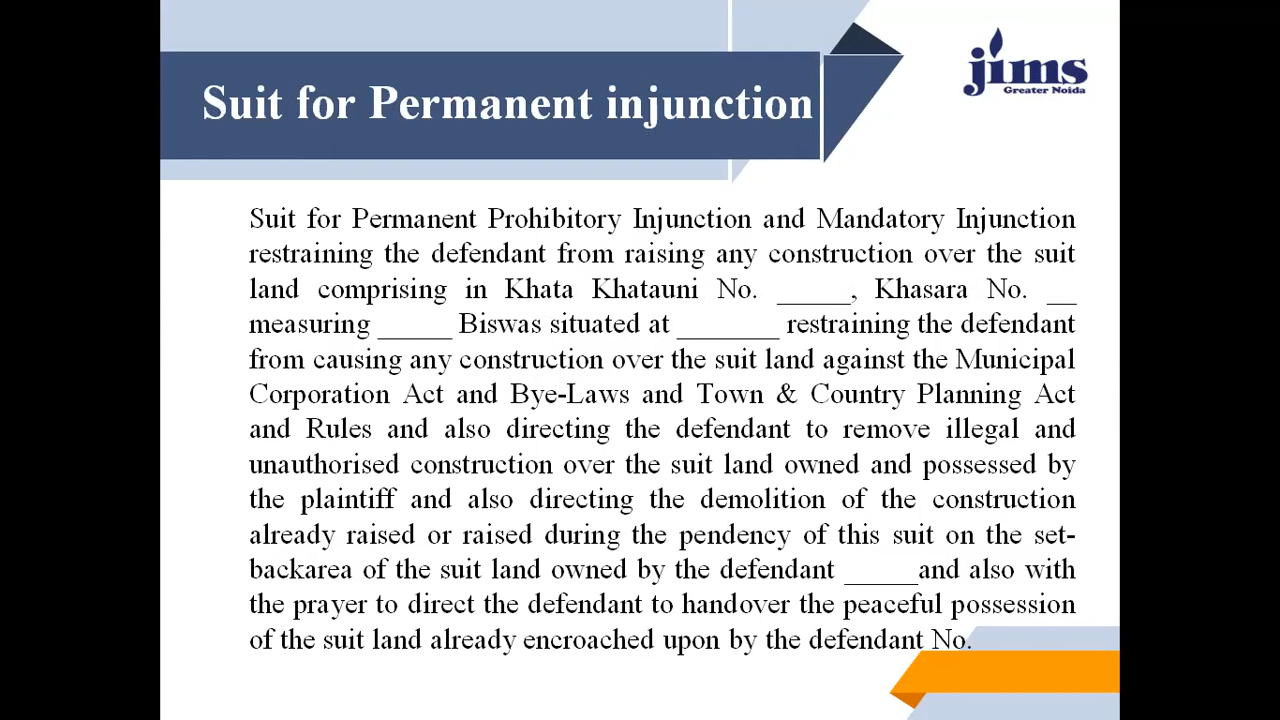 jims
Greater Noida
Suit for Permanent injunction
Suit for Permanent Prohibitory Injunction and Mandatory Injunction
restraining the defendant from raising any construction over the suit
land comprising in Khata Khatauni No. _____, Khasara No. __
measuring _____ Biswas situated at _______ restraining the defendant
from causing any construction over the suit land against the Municipal
Corporation Act and Bye-Laws and Town & Country Planning Act
and Rules and also directing the defendant to remove illegal and
unauthorised construction over the suit land owned and possessed by
the plaintiff and also directing the demolition of the construction
already raised or raised during the pendency of this suit on the set-
backarea of the suit land owned by the defendant _____and also with
the prayer to direct the defendant to handover the peaceful possession
of the suit land already encroached upon by the defendant No.